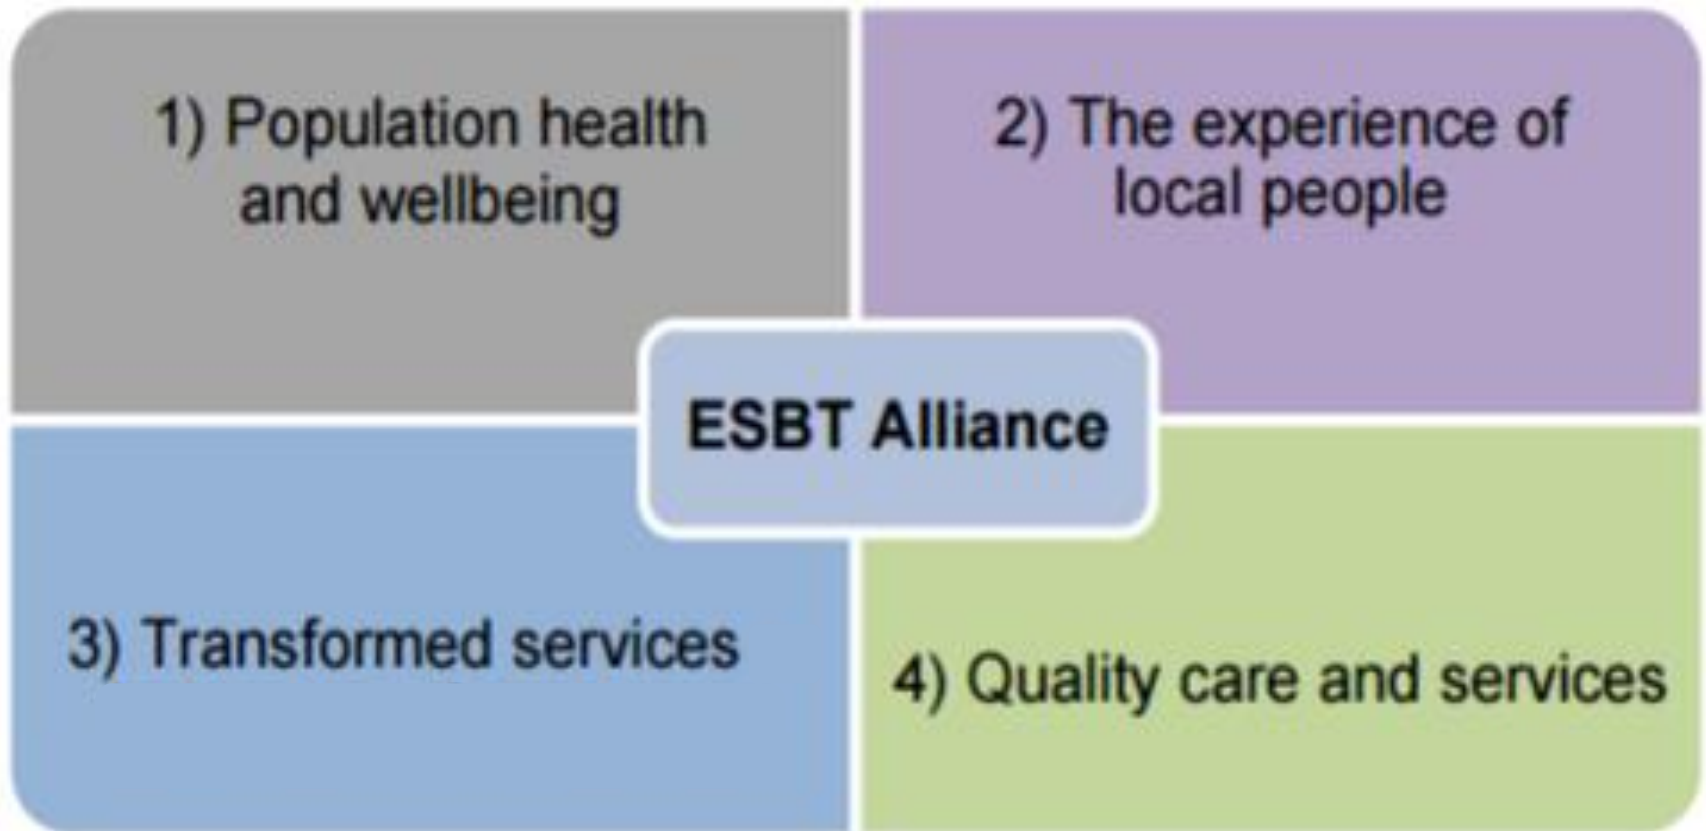 1) Population health
and wellbeing
2) The experience of
local people
ESBT Alliance
3) Transformed services
4) Quality care and services